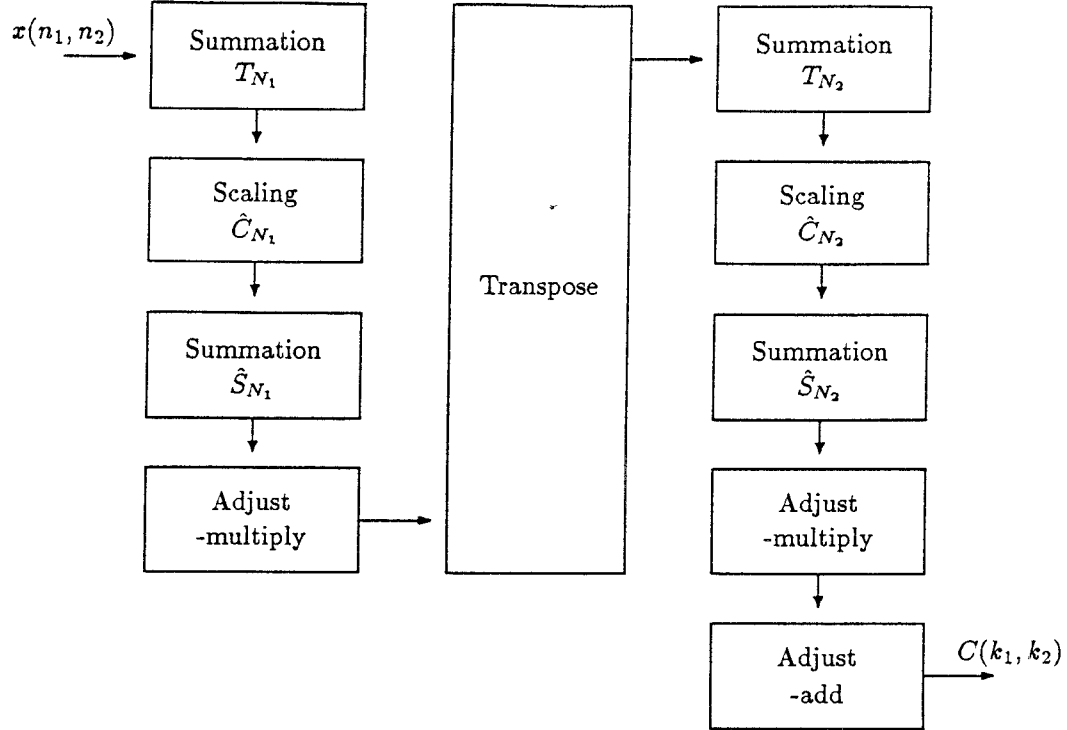 x(n₁, n₂)
Summation
T_{N₁}
Scaling
Ĉ_{N₁}
Summation
Ŝ_{N₁}
Adjust
-multiply
Transpose
Summation
T_{N₂}
Scaling
Ĉ_{N₂}
Summation
Ŝ_{N₂}
Adjust
-multiply
Adjust
-add
C(k₁, k₂)